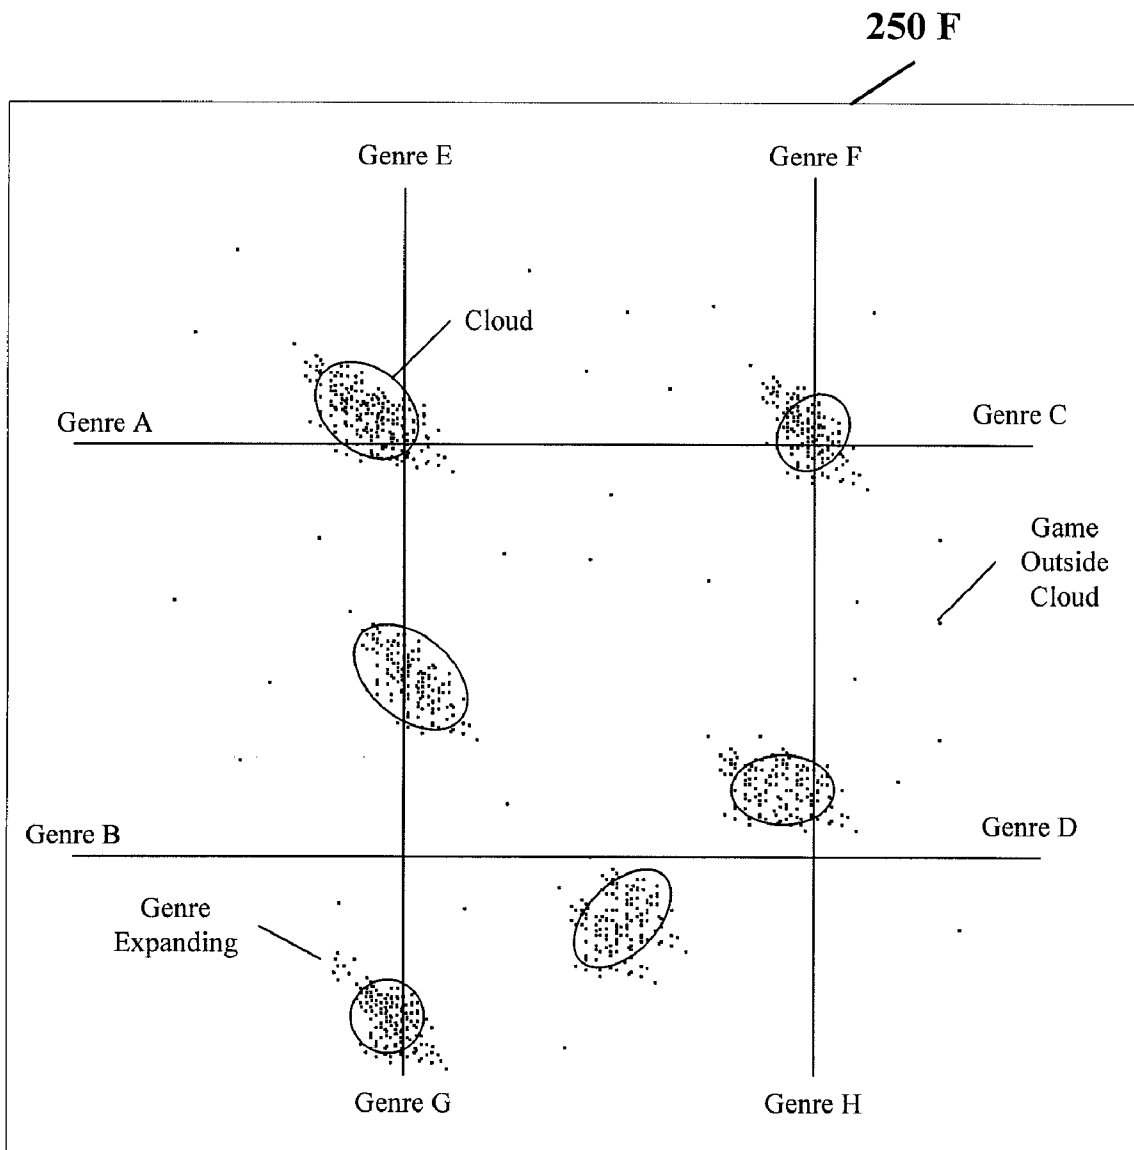 250 F
Genre E
Genre F
Cloud
Genre A
Genre C
Game
Outside
Cloud
Genre B
Genre D
Genre
Expanding
Genre G
Genre H